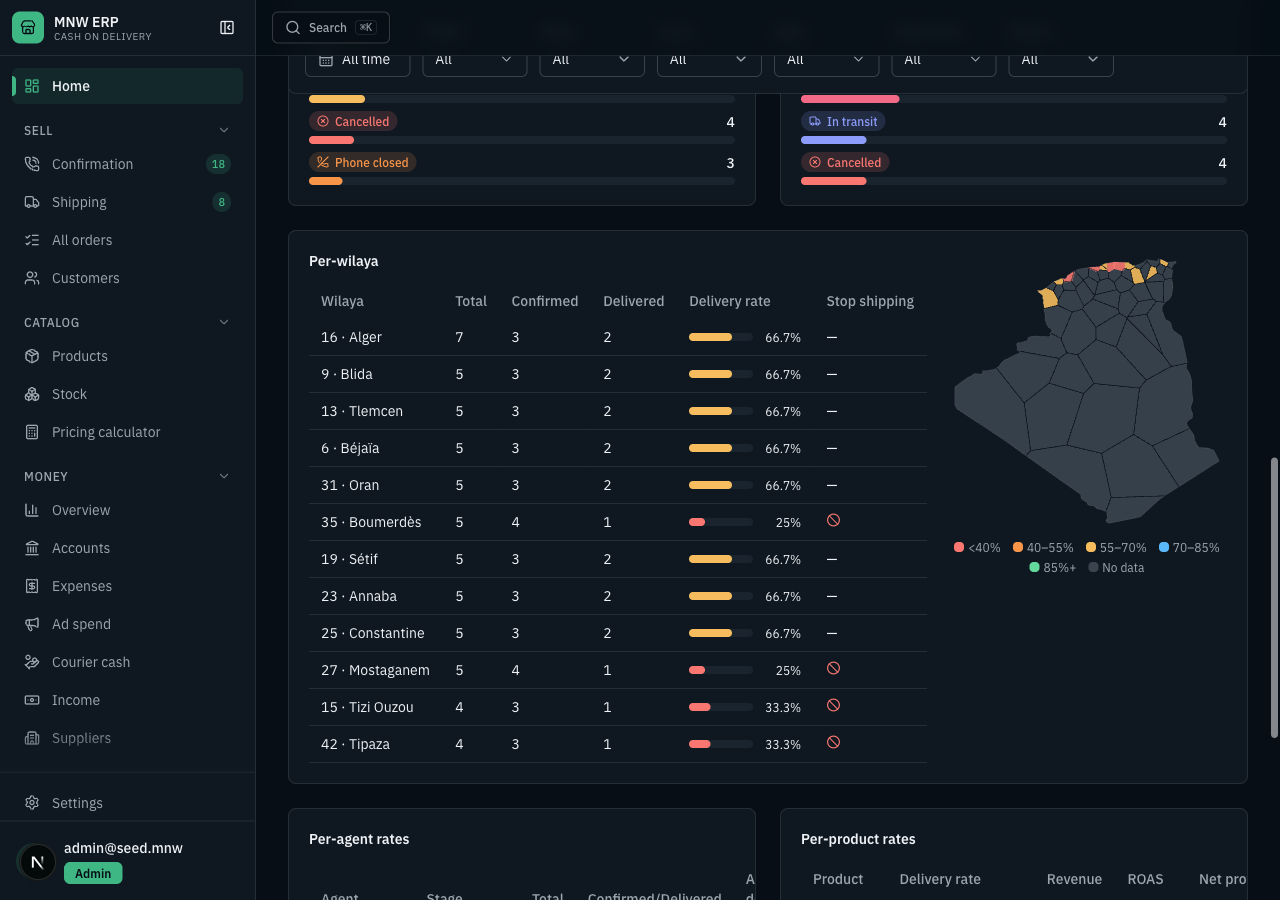 MNW ERP
CASH ON DELIVERY
Search ⌘K
Home
SELL
Confirmation 18
Shipping 8
All orders
Customers
CATALOG
Products
Stock
Pricing calculator
MONEY
Overview
Accounts
Expenses
Ad spend
Courier cash
Income
Suppliers
Settings
admin@seed.mnw
Admin
All time All All All All All All
Cancelled 4
Phone closed 3
In transit 4
Cancelled 4
Per-wilaya
Wilaya Total Confirmed Delivered Delivery rate Stop shipping
16 · Alger 7 3 2 66.7% —
9 · Blida 5 3 2 66.7% —
13 · Tlemcen 5 3 2 66.7% —
6 · Béjaïa 5 3 2 66.7% —
31 · Oran 5 3 2 66.7% —
35 · Boumerdès 5 4 1 25%
19 · Sétif 5 3 2 66.7% —
23 · Annaba 5 3 2 66.7% —
25 · Constantine 5 3 2 66.7% —
27 · Mostaganem 5 4 1 25%
15 · Tizi Ouzou 4 3 1 33.3%
42 · Tipaza 4 3 1 33.3%
<40% 40–55% 55–70% 70–85%
85%+ No data
Per-agent rates
Agent Stage Total Confirmed/Delivered
Per-product rates
Product Delivery rate Revenue ROAS Net pro